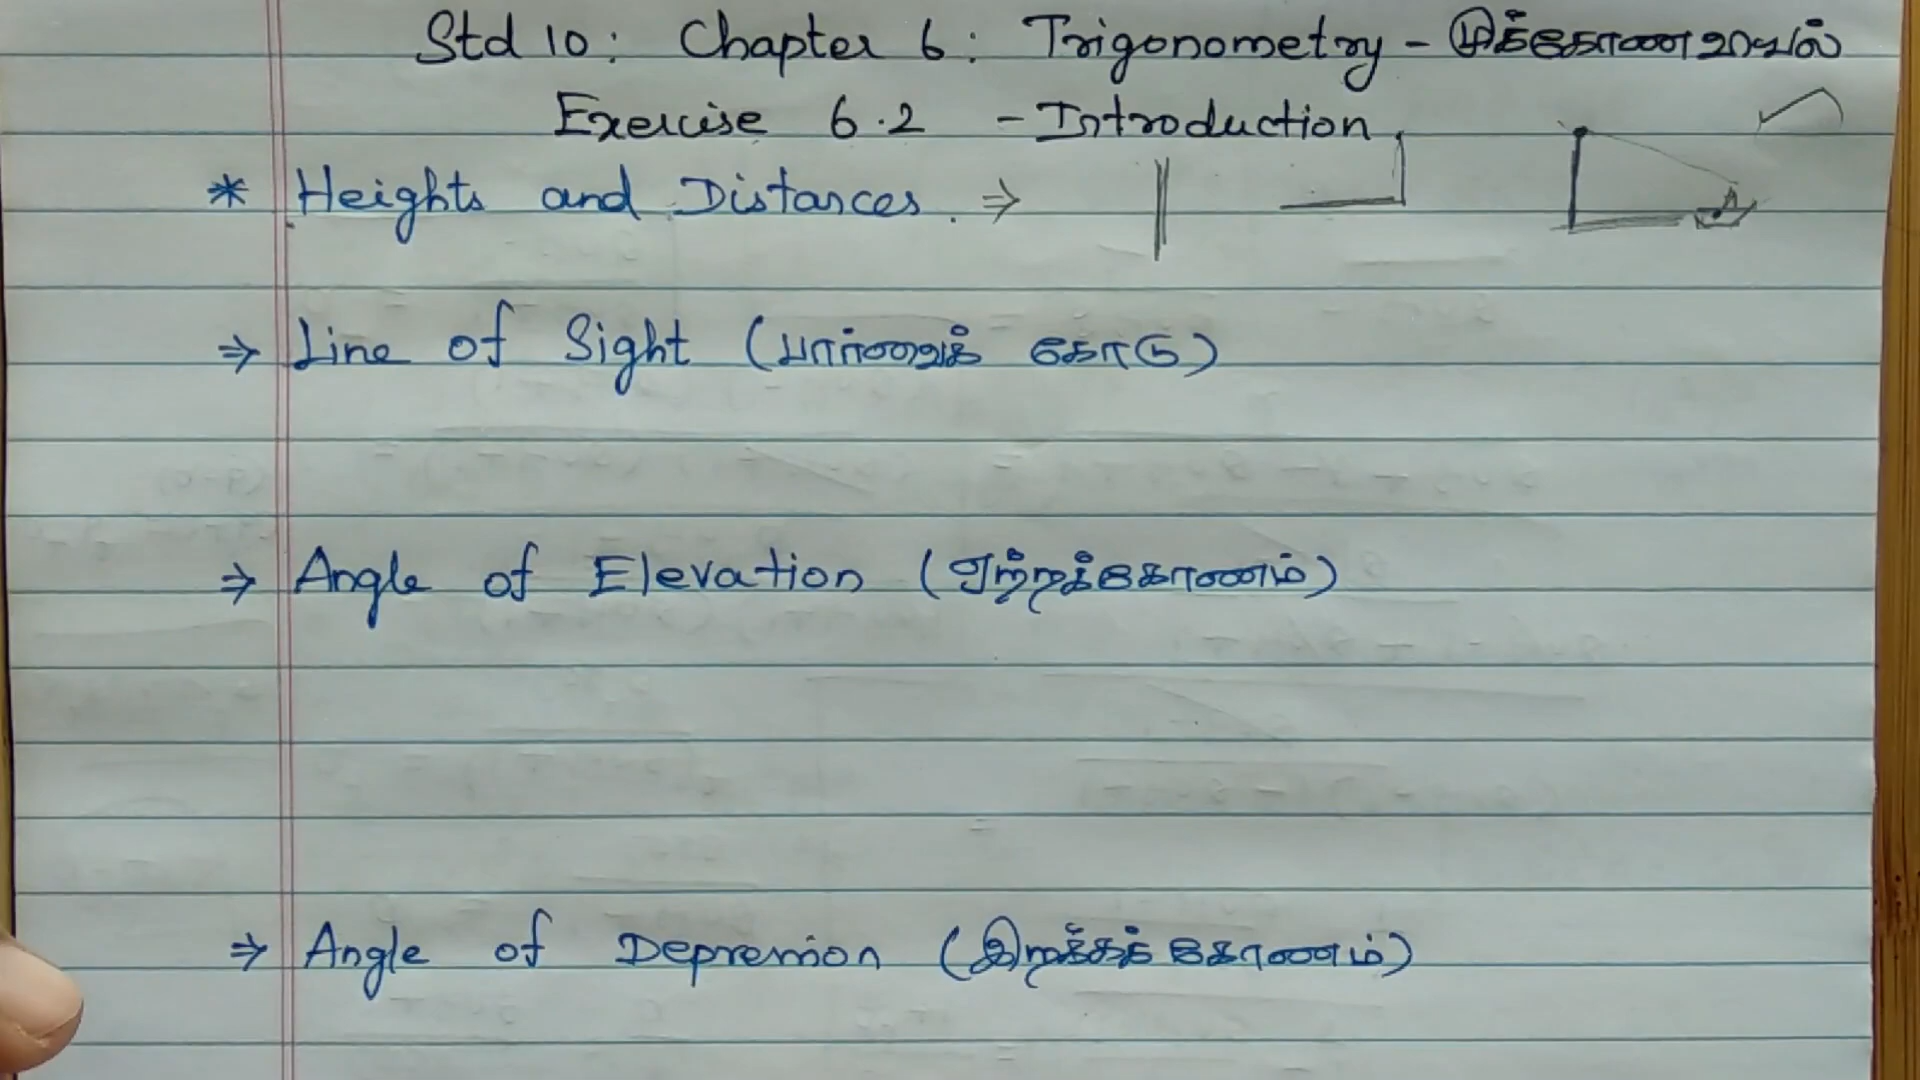 Std 10: Chapter 6: Trigonometry - முக்கோணவியல்
Exercise 6.2 - Introduction
* Heights and Distances. ⇒
⇒ Line of Sight (பார்வைக் கோடு)
⇒ Angle of Elevation (ஏற்றக்கோணம்)
⇒ Angle of Depression (இறக்கக் கோணம்)